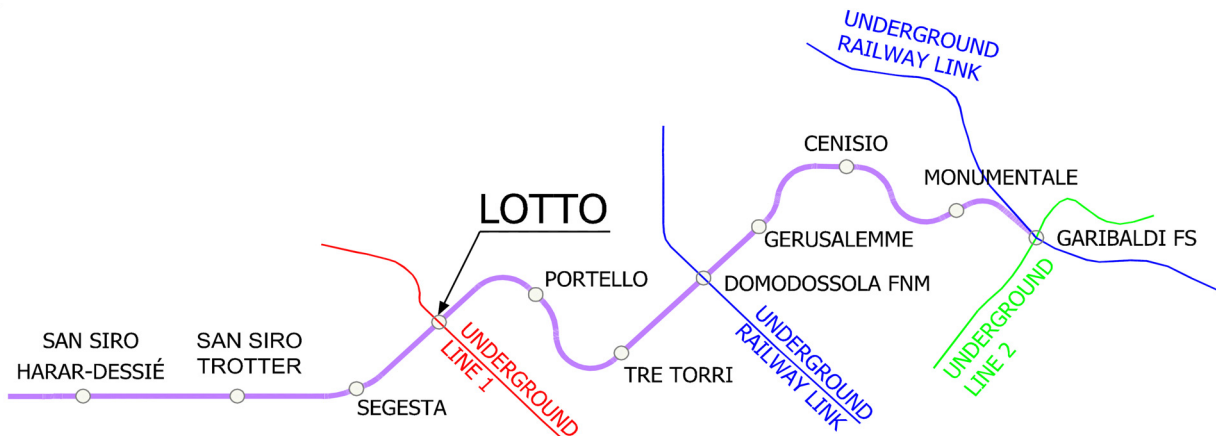 UNDERGROUND
RAILWAY LINK
CENISIO
MONUMENTALE
LOTTO
GERUSALEMME
GARIBALDI FS
PORTELLO
DOMODOSSOLA FNM
UNDERGROUND
LINE 2
SAN SIRO
HARAR-DESSIÉ
SAN SIRO
TROTTER
UNDERGROUND
LINE 1
UNDERGROUND
RAILWAY LINK
TRE TORRI
SEGESTA